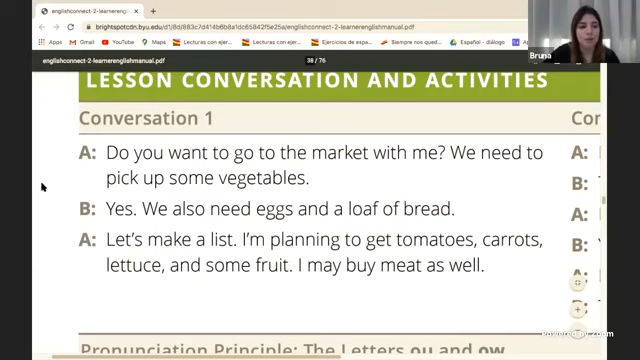 englishconnect-2-learnerenglishmanual.pdf
brightspotcdn.byu.edu/d1/8d/883c7d414b6b8a1dc65842f5e25a/englishconnect-2-learnerenglishmanual.pdf
Apps Gmail YouTube Maps Lecturas con ejer... Lecturas con ejer... Ejercicios de espa... Siempre nos qued... Español / diálogo
englishconnect-2-learnerenglishmanual.pdf 38 / 76
Bruna
LESSON CONVERSATION AND ACTIVITIES
Conversation 1
A: Do you want to go to the market with me? We need to
pick up some vegetables.
B: Yes. We also need eggs and a loaf of bread.
A: Let's make a list. I'm planning to get tomatoes, carrots,
lettuce, and some fruit. I may buy meat as well.
Con
A:
B:
A:
B:
Powered by Zoom
Pronunciation Principle: The Letters ou and ow